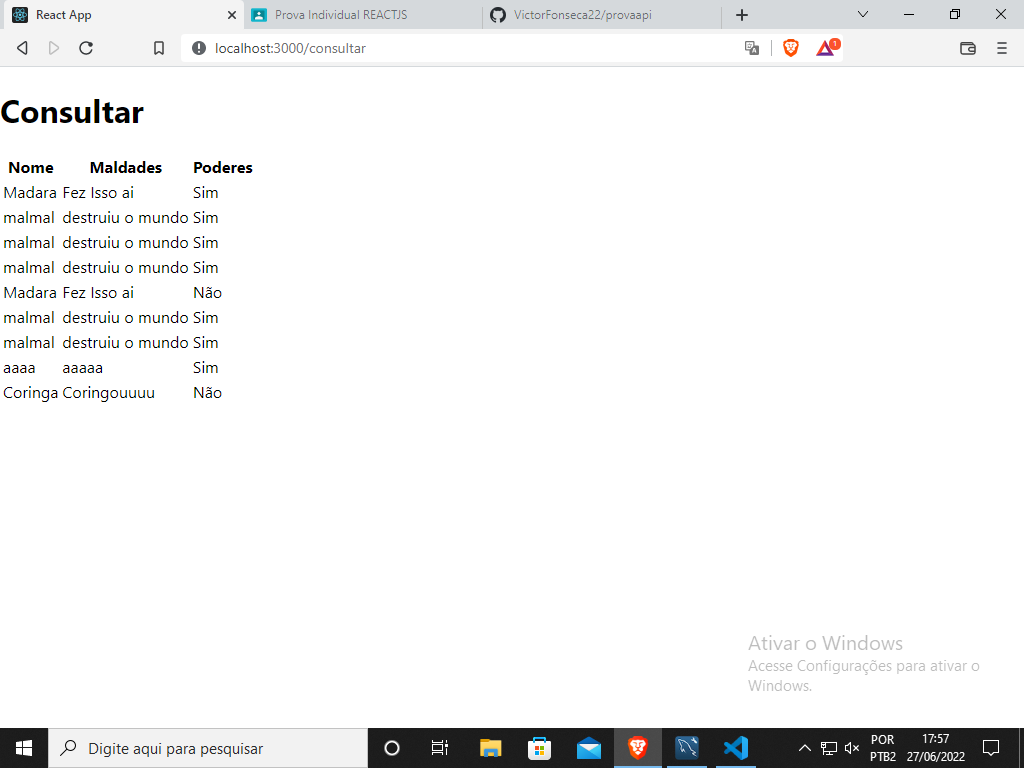 React App
Prova Individual REACTJS
VictorFonseca22/provaapi
localhost:3000/consultar
1
Consultar
Nome Maldades Poderes
Madara Fez Isso ai Sim
malmal destruiu o mundo Sim
malmal destruiu o mundo Sim
malmal destruiu o mundo Sim
Madara Fez Isso ai Não
malmal destruiu o mundo Sim
malmal destruiu o mundo Sim
aaaa aaaaa Sim
Coringa Coringouuuu Não
Ativar o Windows
Acesse Configurações para ativar o
Windows.
Digite aqui para pesquisar
POR
PTB2
17:57
27/06/2022